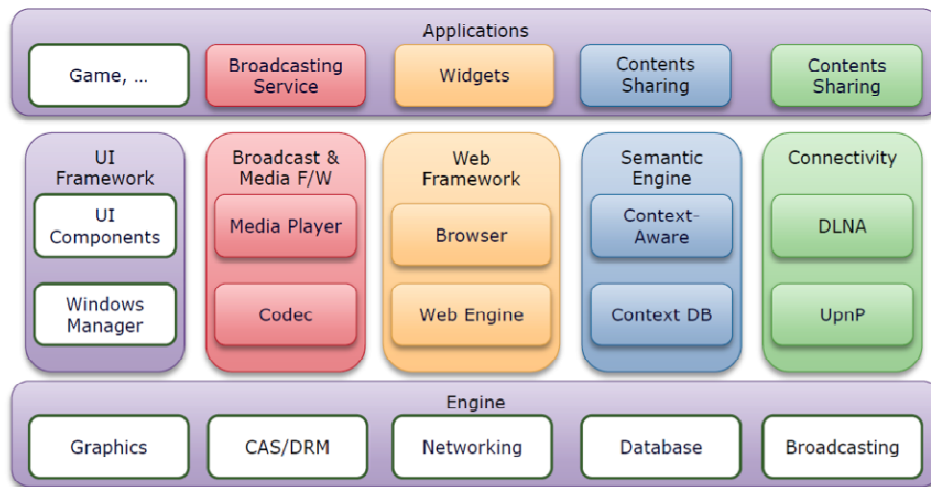 Applications
Game, ...
Broadcasting
Service
Widgets
Contents
Sharing
Contents
Sharing
UI
Framework
UI
Components
Windows
Manager
Broadcast &
Media F/W
Media Player
Codec
Web
Framework
Browser
Web Engine
Semantic
Engine
Context-
Aware
Context DB
Connectivity
DLNA
UpnP
Engine
Graphics
CAS/DRM
Networking
Database
Broadcasting